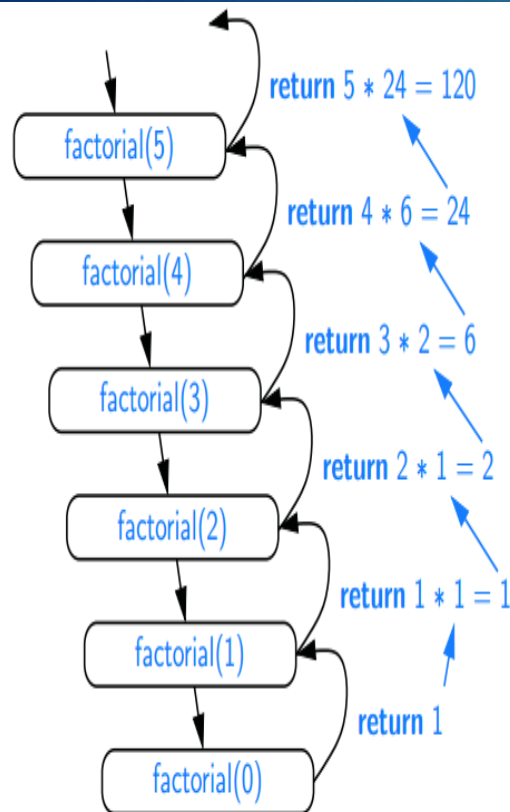 return 5 * 24 = 120
factorial(5)
return 4 * 6 = 24
factorial(4)
return 3 * 2 = 6
factorial(3)
return 2 * 1 = 2
factorial(2)
return 1 * 1 = 1
factorial(1)
return 1
factorial(0)